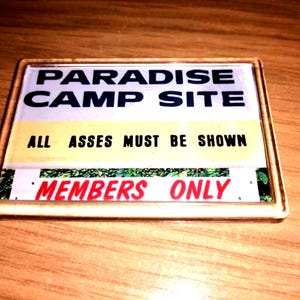 PARADISE
CAMP SITE
ALL ASSES MUST BE SHOWN
MEMBERS ONLY